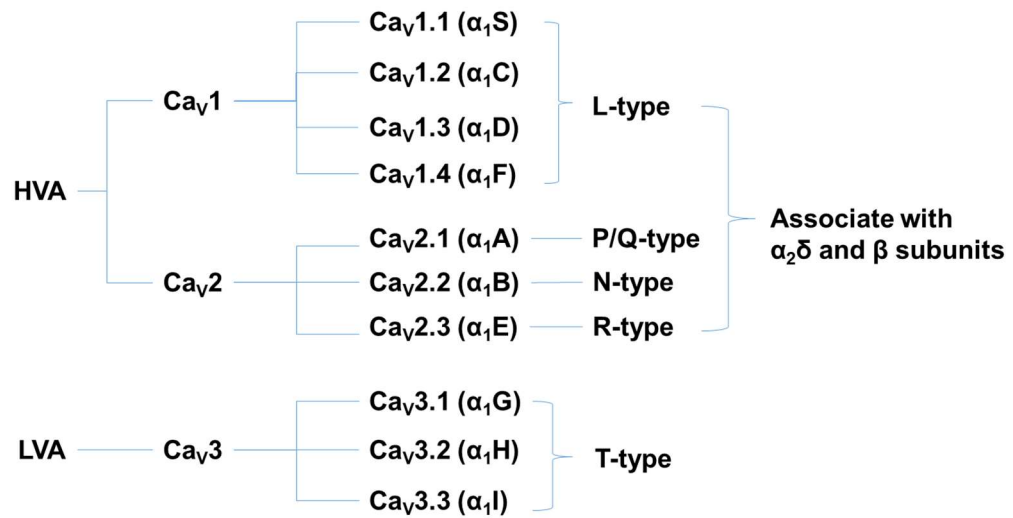 HVA
Caᵥ1
Caᵥ1.1 (α₁S)
Caᵥ1.2 (α₁C)
Caᵥ1.3 (α₁D)
Caᵥ1.4 (α₁F)
L-type
Caᵥ2
Caᵥ2.1 (α₁A)
P/Q-type
Caᵥ2.2 (α₁B)
N-type
Caᵥ2.3 (α₁E)
R-type
Associate with
α₂δ and β subunits
LVA
Caᵥ3
Caᵥ3.1 (α₁G)
Caᵥ3.2 (α₁H)
Caᵥ3.3 (α₁I)
T-type